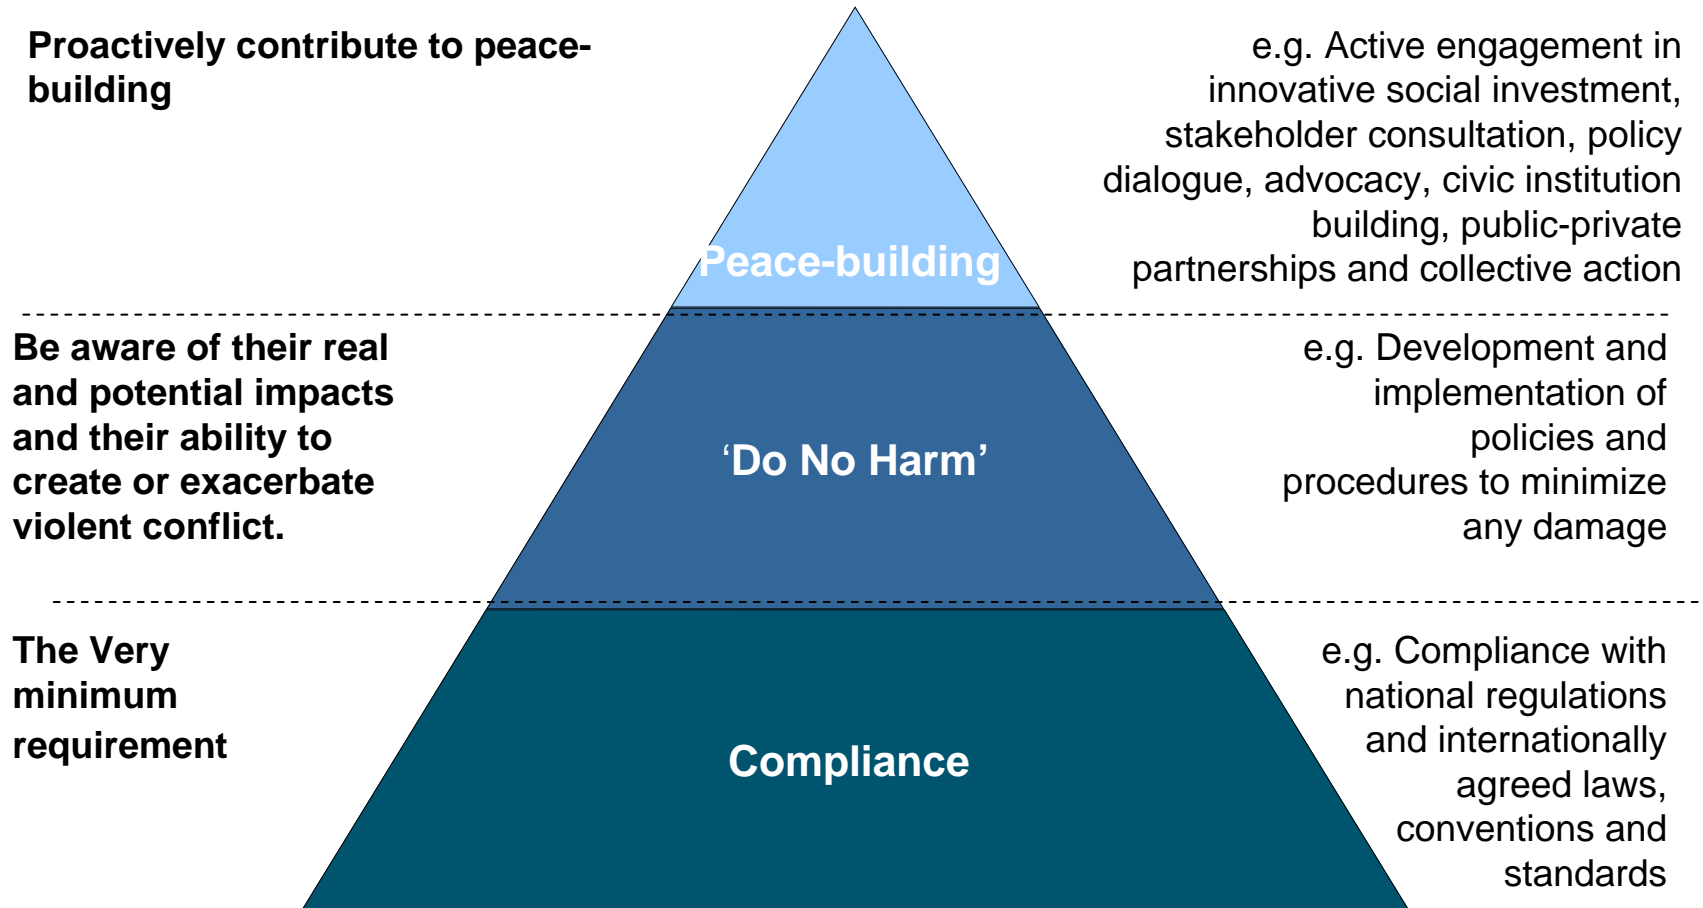 Proactively contribute to peace-
building
e.g. Active engagement in
innovative social investment,
stakeholder consultation, policy
dialogue, advocacy, civic institution
building, public-private
partnerships and collective action
Peace-building
Be aware of their real
and potential impacts
and their ability to
create or exacerbate
violent conflict.
‘Do No Harm’
e.g. Development and
implementation of
policies and
procedures to minimize
any damage
The Very
minimum
requirement
Compliance
e.g. Compliance with
national regulations
and internationally
agreed laws,
conventions and
standards